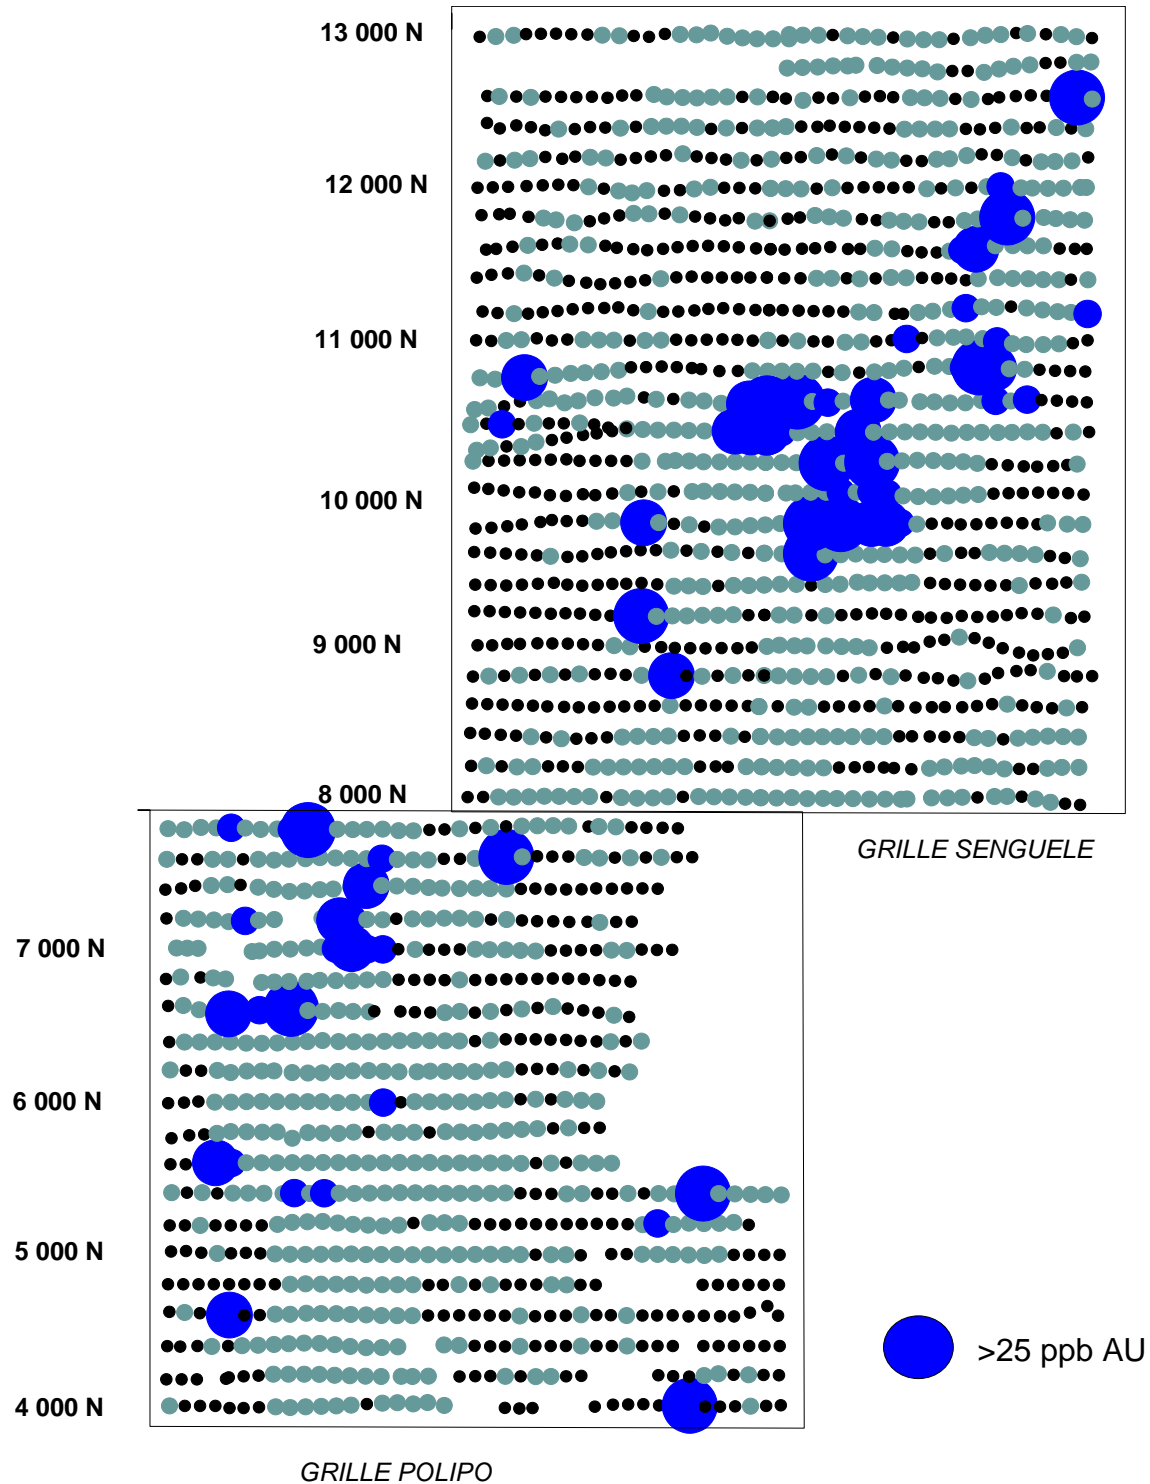 13 000 N
12 000 N
11 000 N
10 000 N
9 000 N
8 000 N
GRILLE SENGUELE
7 000 N
6 000 N
5 000 N
>25 ppb AU
4 000 N
GRILLE POLIPO